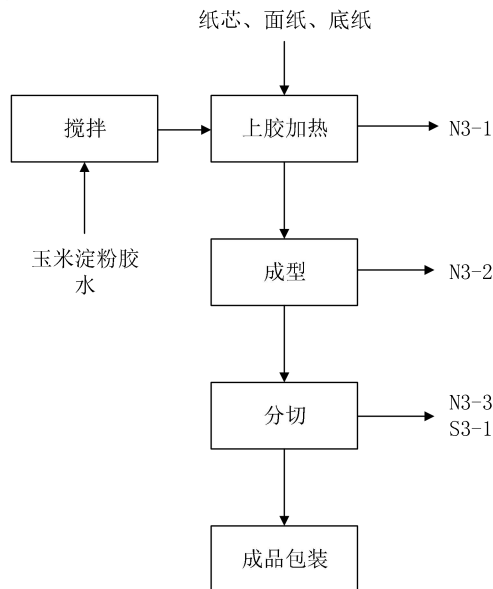 纸芯、面纸、底纸
搅拌
上胶加热
N3-1
玉米淀粉胶
水
成型
N3-2
分切
N3-3
S3-1
成品包装